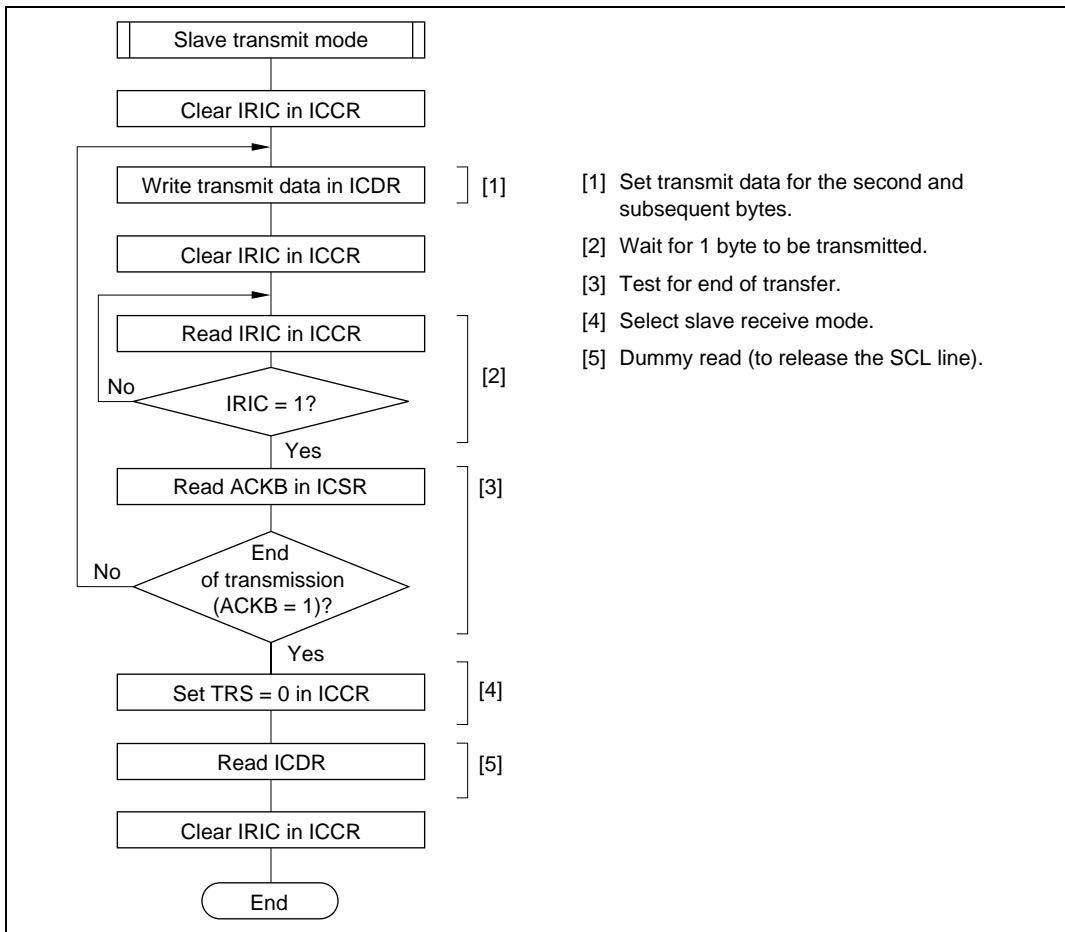 Slave transmit mode
Clear IRIC in ICCR
Write transmit data in ICDR
[1]
Clear IRIC in ICCR
Read IRIC in ICCR
[2]
No
IRIC = 1?
Yes
Read ACKB in ICSR
[3]
No
End
of transmission
(ACKB = 1)?
Yes
Set TRS = 0 in ICCR
[4]
Read ICDR
[5]
Clear IRIC in ICCR
End
[1] Set transmit data for the second and
subsequent bytes.
[2] Wait for 1 byte to be transmitted.
[3] Test for end of transfer.
[4] Select slave receive mode.
[5] Dummy read (to release the SCL line).